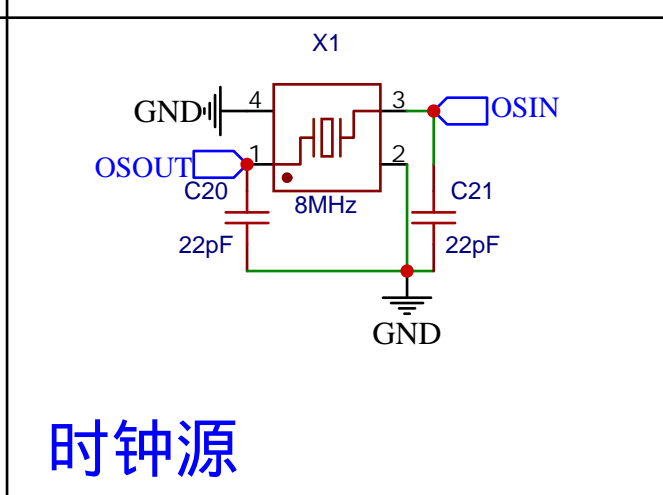 X1
GND 4 3 OSIN
OSOUT 1 2
C20 8MHz C21
22pF 22pF
GND
时钟源